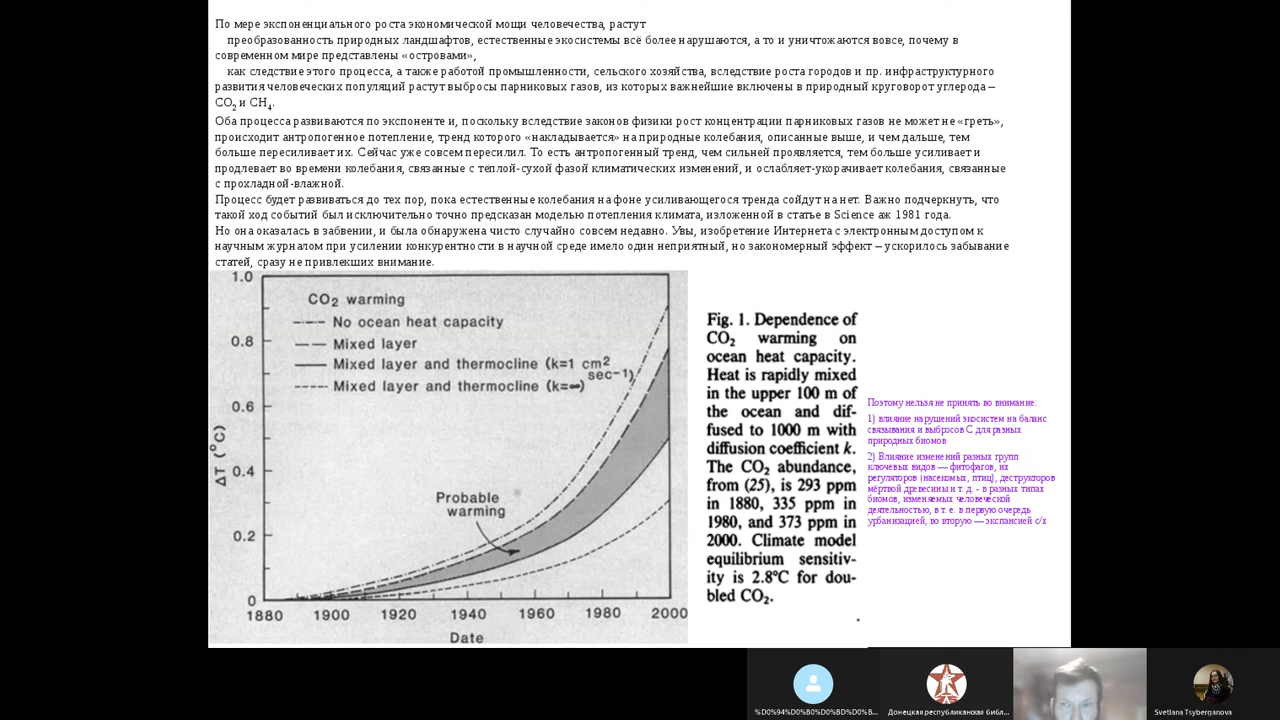 По мере экспоненциального роста экономической мощи человечества, растут
преобразованность природных ландшафтов, естественные экосистемы всё более нарушаются, а то и уничтожаются вовсе, почему в
современном мире представлены «островами»,
как следствие этого процесса, а также работой промышленности, сельского хозяйства, вследствие роста городов и пр. инфраструктурного
развития человеческих популяций растут выбросы парниковых газов, из которых важнейшие включены в природный круговорот углерода –
CO2 и CH4.
Оба процесса развиваются по экспоненте и, поскольку вследствие законов физики рост концентрации парниковых газов не может не «греть»,
происходит антропогенное потепление, тренд которого «накладывается» на природные колебания, описанные выше, и чем дальше, тем
больше пересиливает их. Сейчас уже совсем пересилил. То есть антропогенный тренд, чем сильней проявляется, тем больше усиливает и
продлевает во времени колебания, связанные с тёплой-сухой фазой климатических изменений, и ослабляет-укорачивает колебания, связанные
с прохладной-влажной.
Процесс будет развиваться до тех пор, пока естественные колебания на фоне усиливающегося тренда сойдут на нет. Важно подчеркнуть, что
такой ход событий был исключительно точно предсказан моделью потепления климата, изложенной в статье в Science аж 1981 года.
Но она оказалась в забвении, и была обнаружена чисто случайно совсем недавно. Увы, изобретение Интернета с электронным доступом к
научным журналом при усилении конкурентности в научной среде имело один неприятный, но закономерный эффект – ускорилось забывание
статей, сразу не привлекших внимание.
1.0
0.8
0.6
0.4
0.2
0
ΔT (°C)
CO2 warming
No ocean heat capacity
Mixed layer
Mixed layer and thermocline (k=1 cm2 sec-1)
Mixed layer and thermocline (k=∞)
Probable
warming
1880 1900 1920 1940 1960 1980 2000
Date
Fig. 1. Dependence of
CO2 warming on
ocean heat capacity.
Heat is rapidly mixed
in the upper 100 m of
the ocean and dif-
fused to 1000 m with
diffusion coefficient k.
The CO2 abundance,
from (25), is 293 ppm
in 1880, 335 ppm in
1980, and 373 ppm in
2000. Climate model
equilibrium sensitiv-
ity is 2.8°C for dou-
bled CO2.
Поэтому нельзя не принять во внимание:
1) влияние нарушений экосистем на баланс
связывания и выбросов С для разных
природных биомов
2) Влияние изменений разных групп
ключевых видов — фитофагов, их
регуляторов (насекомых, птиц), деструкторов
мёртвой древесины и т. д. - в разных типах
биомов, изменяемых человеческой
деятельностью, в т. е. в первую очередь
урбанизацией, во вторую — экспансией с/х
%D0%94%D0%B0%D0%BD%D0%B...
Донецкая республиканская библ...
Svetlana Tsyberganova